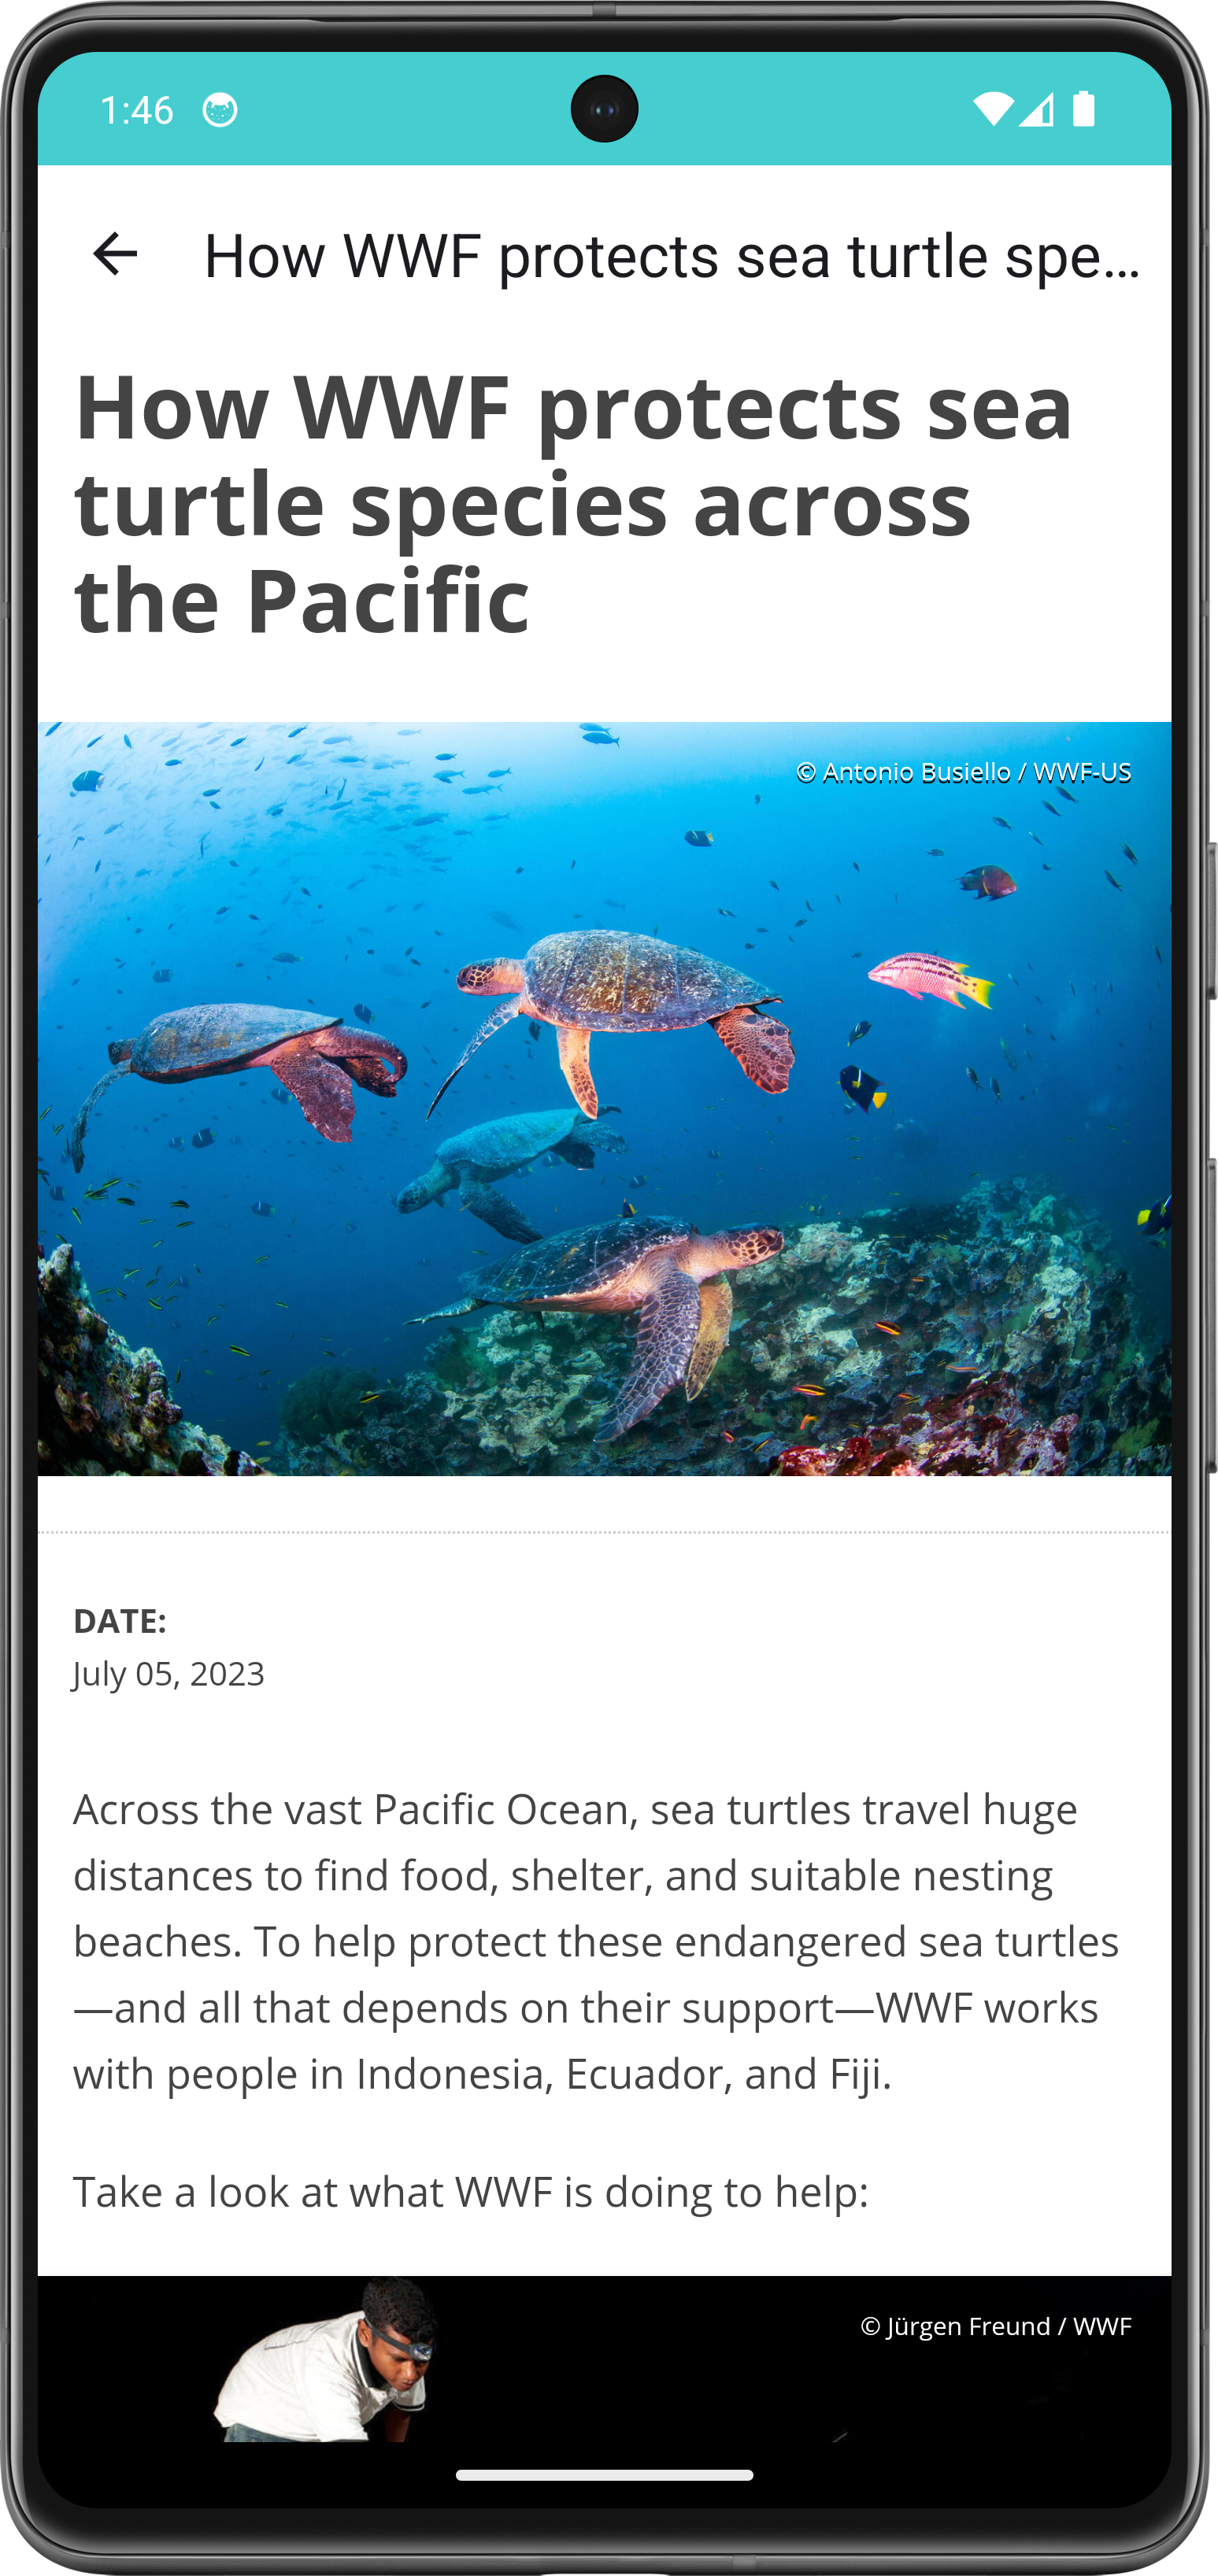 1:46
How WWF protects sea turtle spe...
How WWF protects sea
turtle species across
the Pacific
© Antonio Busiello / WWF-US
DATE:
July 05, 2023
Across the vast Pacific Ocean, sea turtles travel huge
distances to find food, shelter, and suitable nesting
beaches. To help protect these endangered sea turtles
—and all that depends on their support—WWF works
with people in Indonesia, Ecuador, and Fiji.
Take a look at what WWF is doing to help:
© Jürgen Freund / WWF